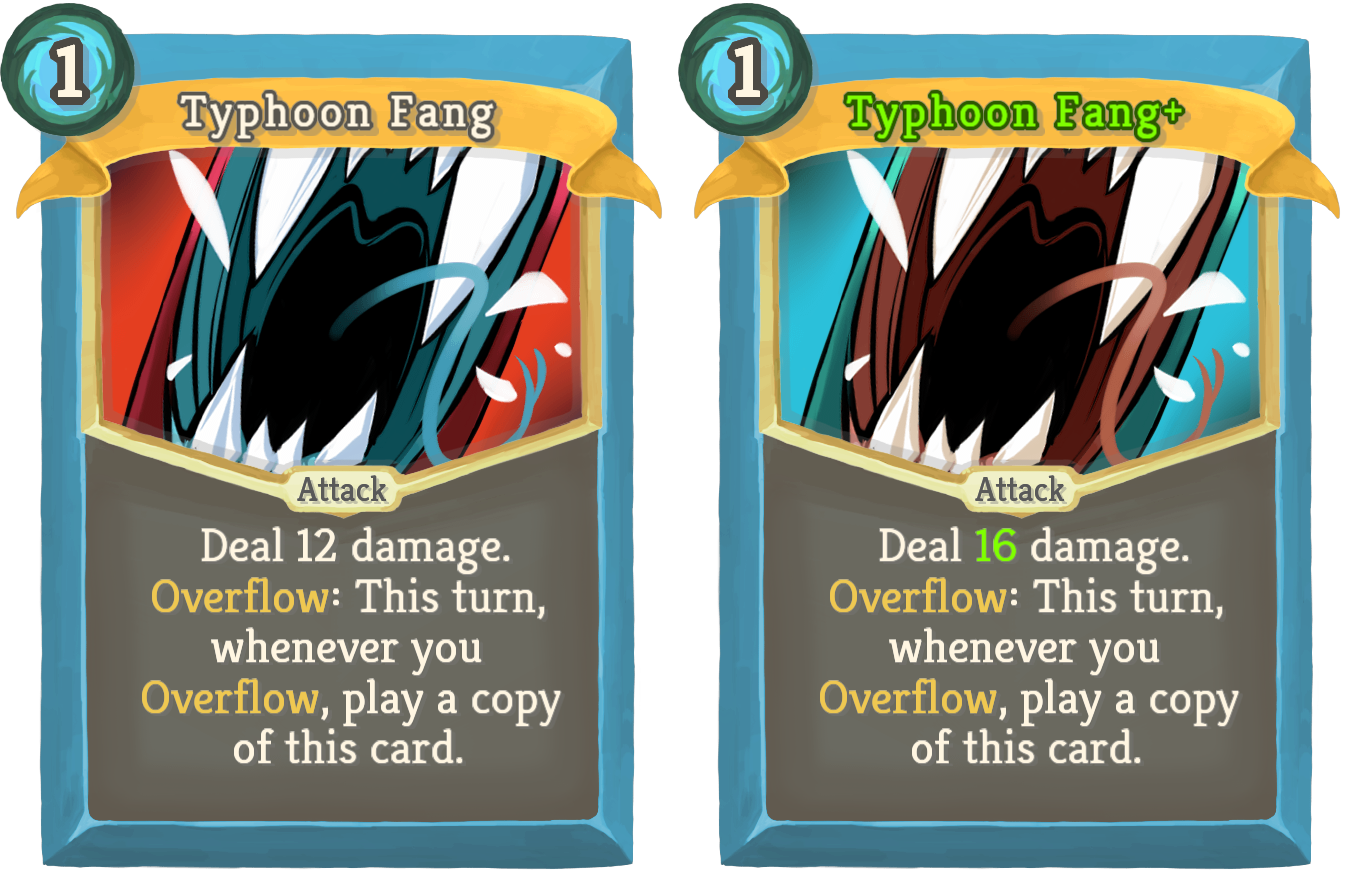 1
Typhoon Fang
Attack
Deal 12 damage.
Overflow: This turn,
whenever you
Overflow, play a copy
of this card.
1
Typhoon Fang+
Attack
Deal 16 damage.
Overflow: This turn,
whenever you
Overflow, play a copy
of this card.